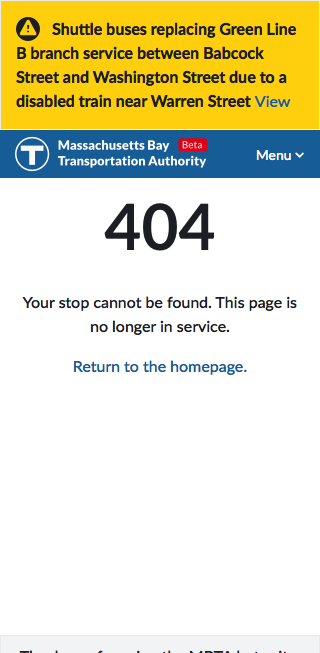 Shuttle buses replacing Green Line
B branch service between Babcock
Street and Washington Street due to a
disabled train near Warren Street View
T
Massachusetts Bay Beta
Transportation Authority
Menu
404
Your stop cannot be found. This page is
no longer in service.
Return to the homepage.